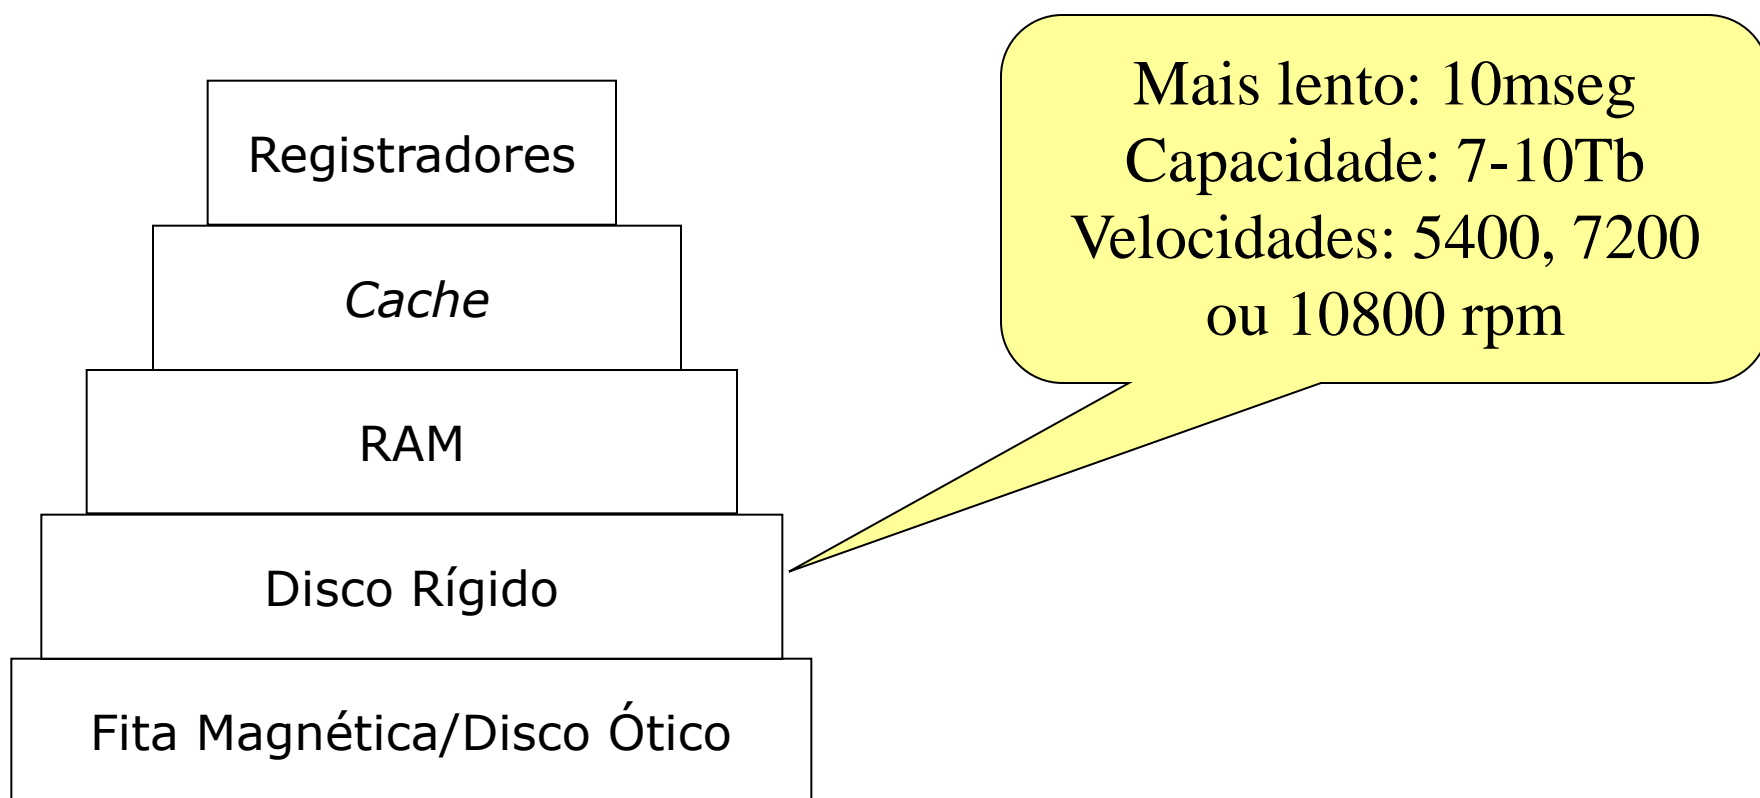 Mais lento: 10mseg
Capacidade: 7-10Tb
Velocidades: 5400, 7200
ou 10800 rpm
Registradores
Cache
RAM
Disco Rígido
Fita Magnética/Disco Ótico